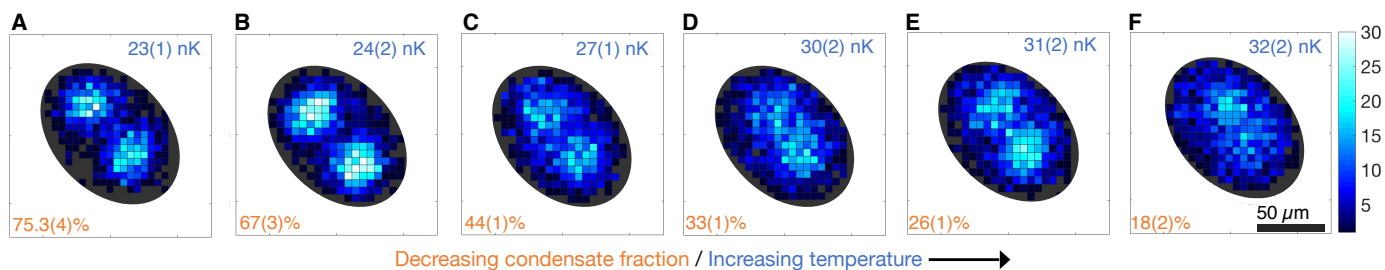 A B C D E F
23(1) nK 24(2) nK 27(1) nK 30(2) nK 31(2) nK 32(2) nK
30
25
20
15
10
5
50 µm
75.3(4)% 67(3)% 44(1)% 33(1)% 26(1)% 18(2)%
Decreasing condensate fraction / Increasing temperature